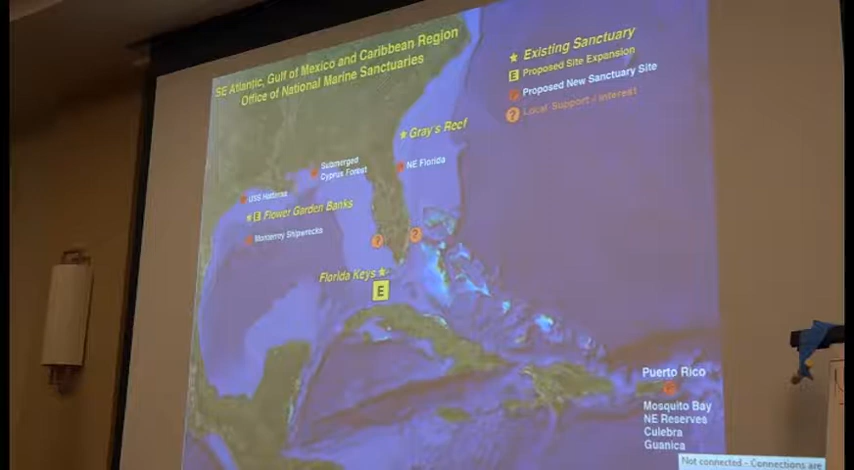 SE Atlantic, Gulf of Mexico and Caribbean Region
Office of National Marine Sanctuaries
Existing Sanctuary
E Proposed Site Expansion
Proposed New Sanctuary Site
? Local Support / Interest
Gray's Reef
NE Florida
Submerged
Cyprus Forest
USS Hatteras
E Flower Garden Banks
Monterrey Shipwrecks
?
?
Florida Keys
E
Puerto Rico
Mosquito Bay
NE Reserves
Culebra
Guanica
Not connected - Connections are